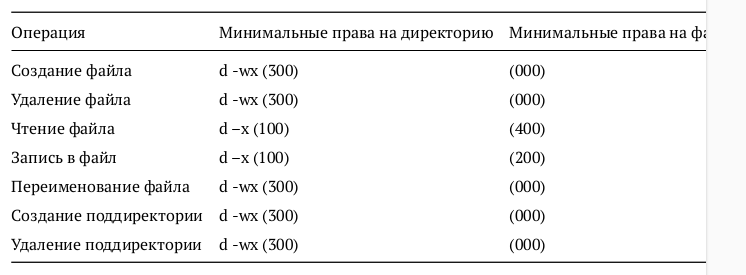 Операция Минимальные права на директорию Минимальные права на фа
Создание файла d -wx (300) (000)
Удаление файла d -wx (300) (000)
Чтение файла d –x (100) (400)
Запись в файл d –x (100) (200)
Переименование файла d -wx (300) (000)
Создание поддиректории d -wx (300) (000)
Удаление поддиректории d -wx (300) (000)